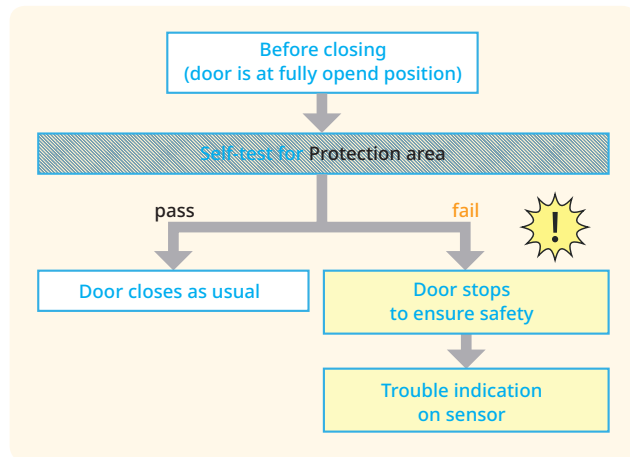 Before closing
(door is at fully opend position)
Self-test for Protection area
pass
fail
!
Door closes as usual
Door stops
to ensure safety
Trouble indication
on sensor